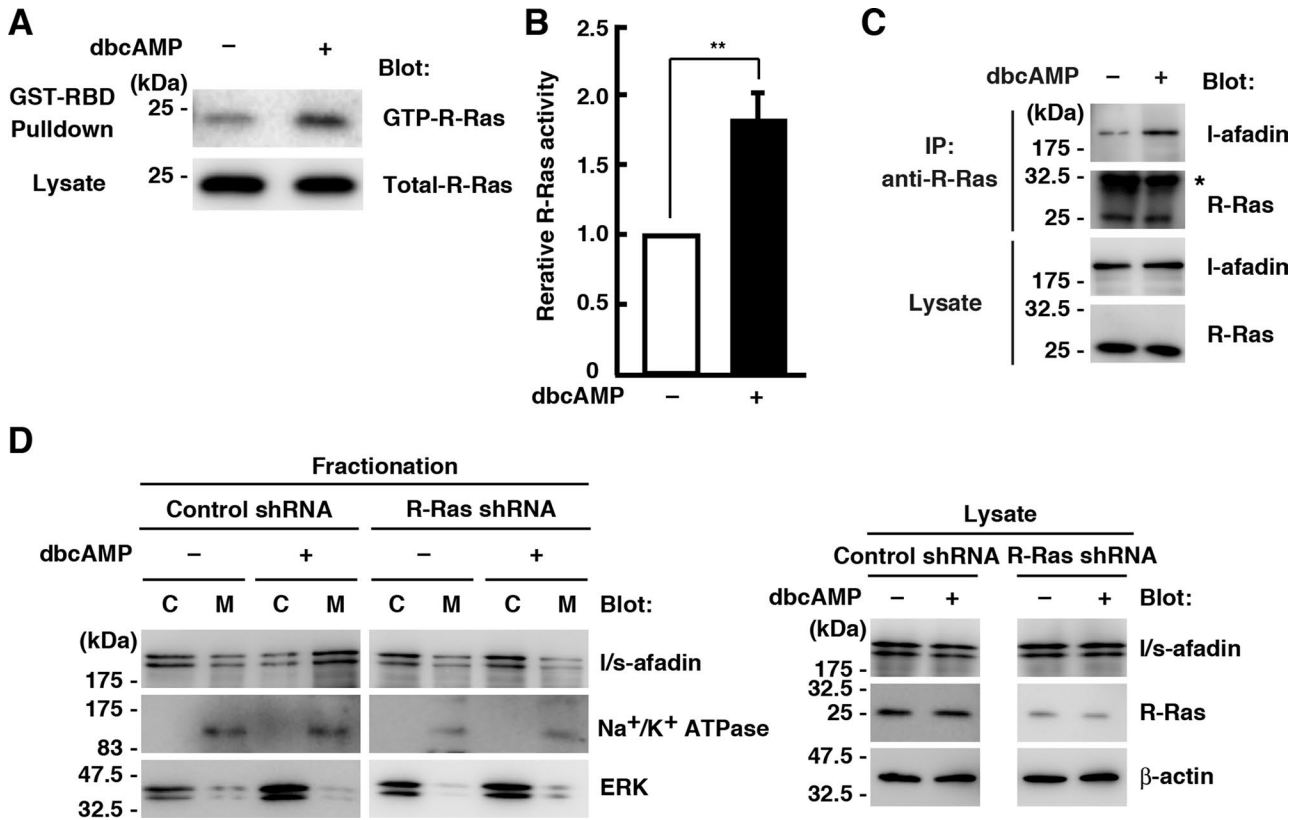 A
dbcAMP – +
(kDa) Blot:
GST-RBD Pulldown 25 - GTP-R-Ras
Lysate 25 - Total-R-Ras
B
Rerative R-Ras activity
2.5
**
2.0
1.5
1.0
0.5
0
dbcAMP – +
C
dbcAMP – + Blot:
(kDa)
IP: anti-R-Ras
175 - l-afadin
32.5 - *
25 - R-Ras
Lysate
175 - l-afadin
32.5 -
25 - R-Ras
D
Fractionation
Control shRNA R-Ras shRNA
dbcAMP – + – +
C M C M C M C M Blot:
(kDa)
175 - l/s-afadin
175 -
83 - Na+/K+ ATPase
47.5 -
32.5 - ERK
Lysate
Control shRNA R-Ras shRNA
dbcAMP – + – + Blot:
(kDa)
175 - l/s-afadin
32.5 -
25 - R-Ras
47.5 -
32.5 - β-actin